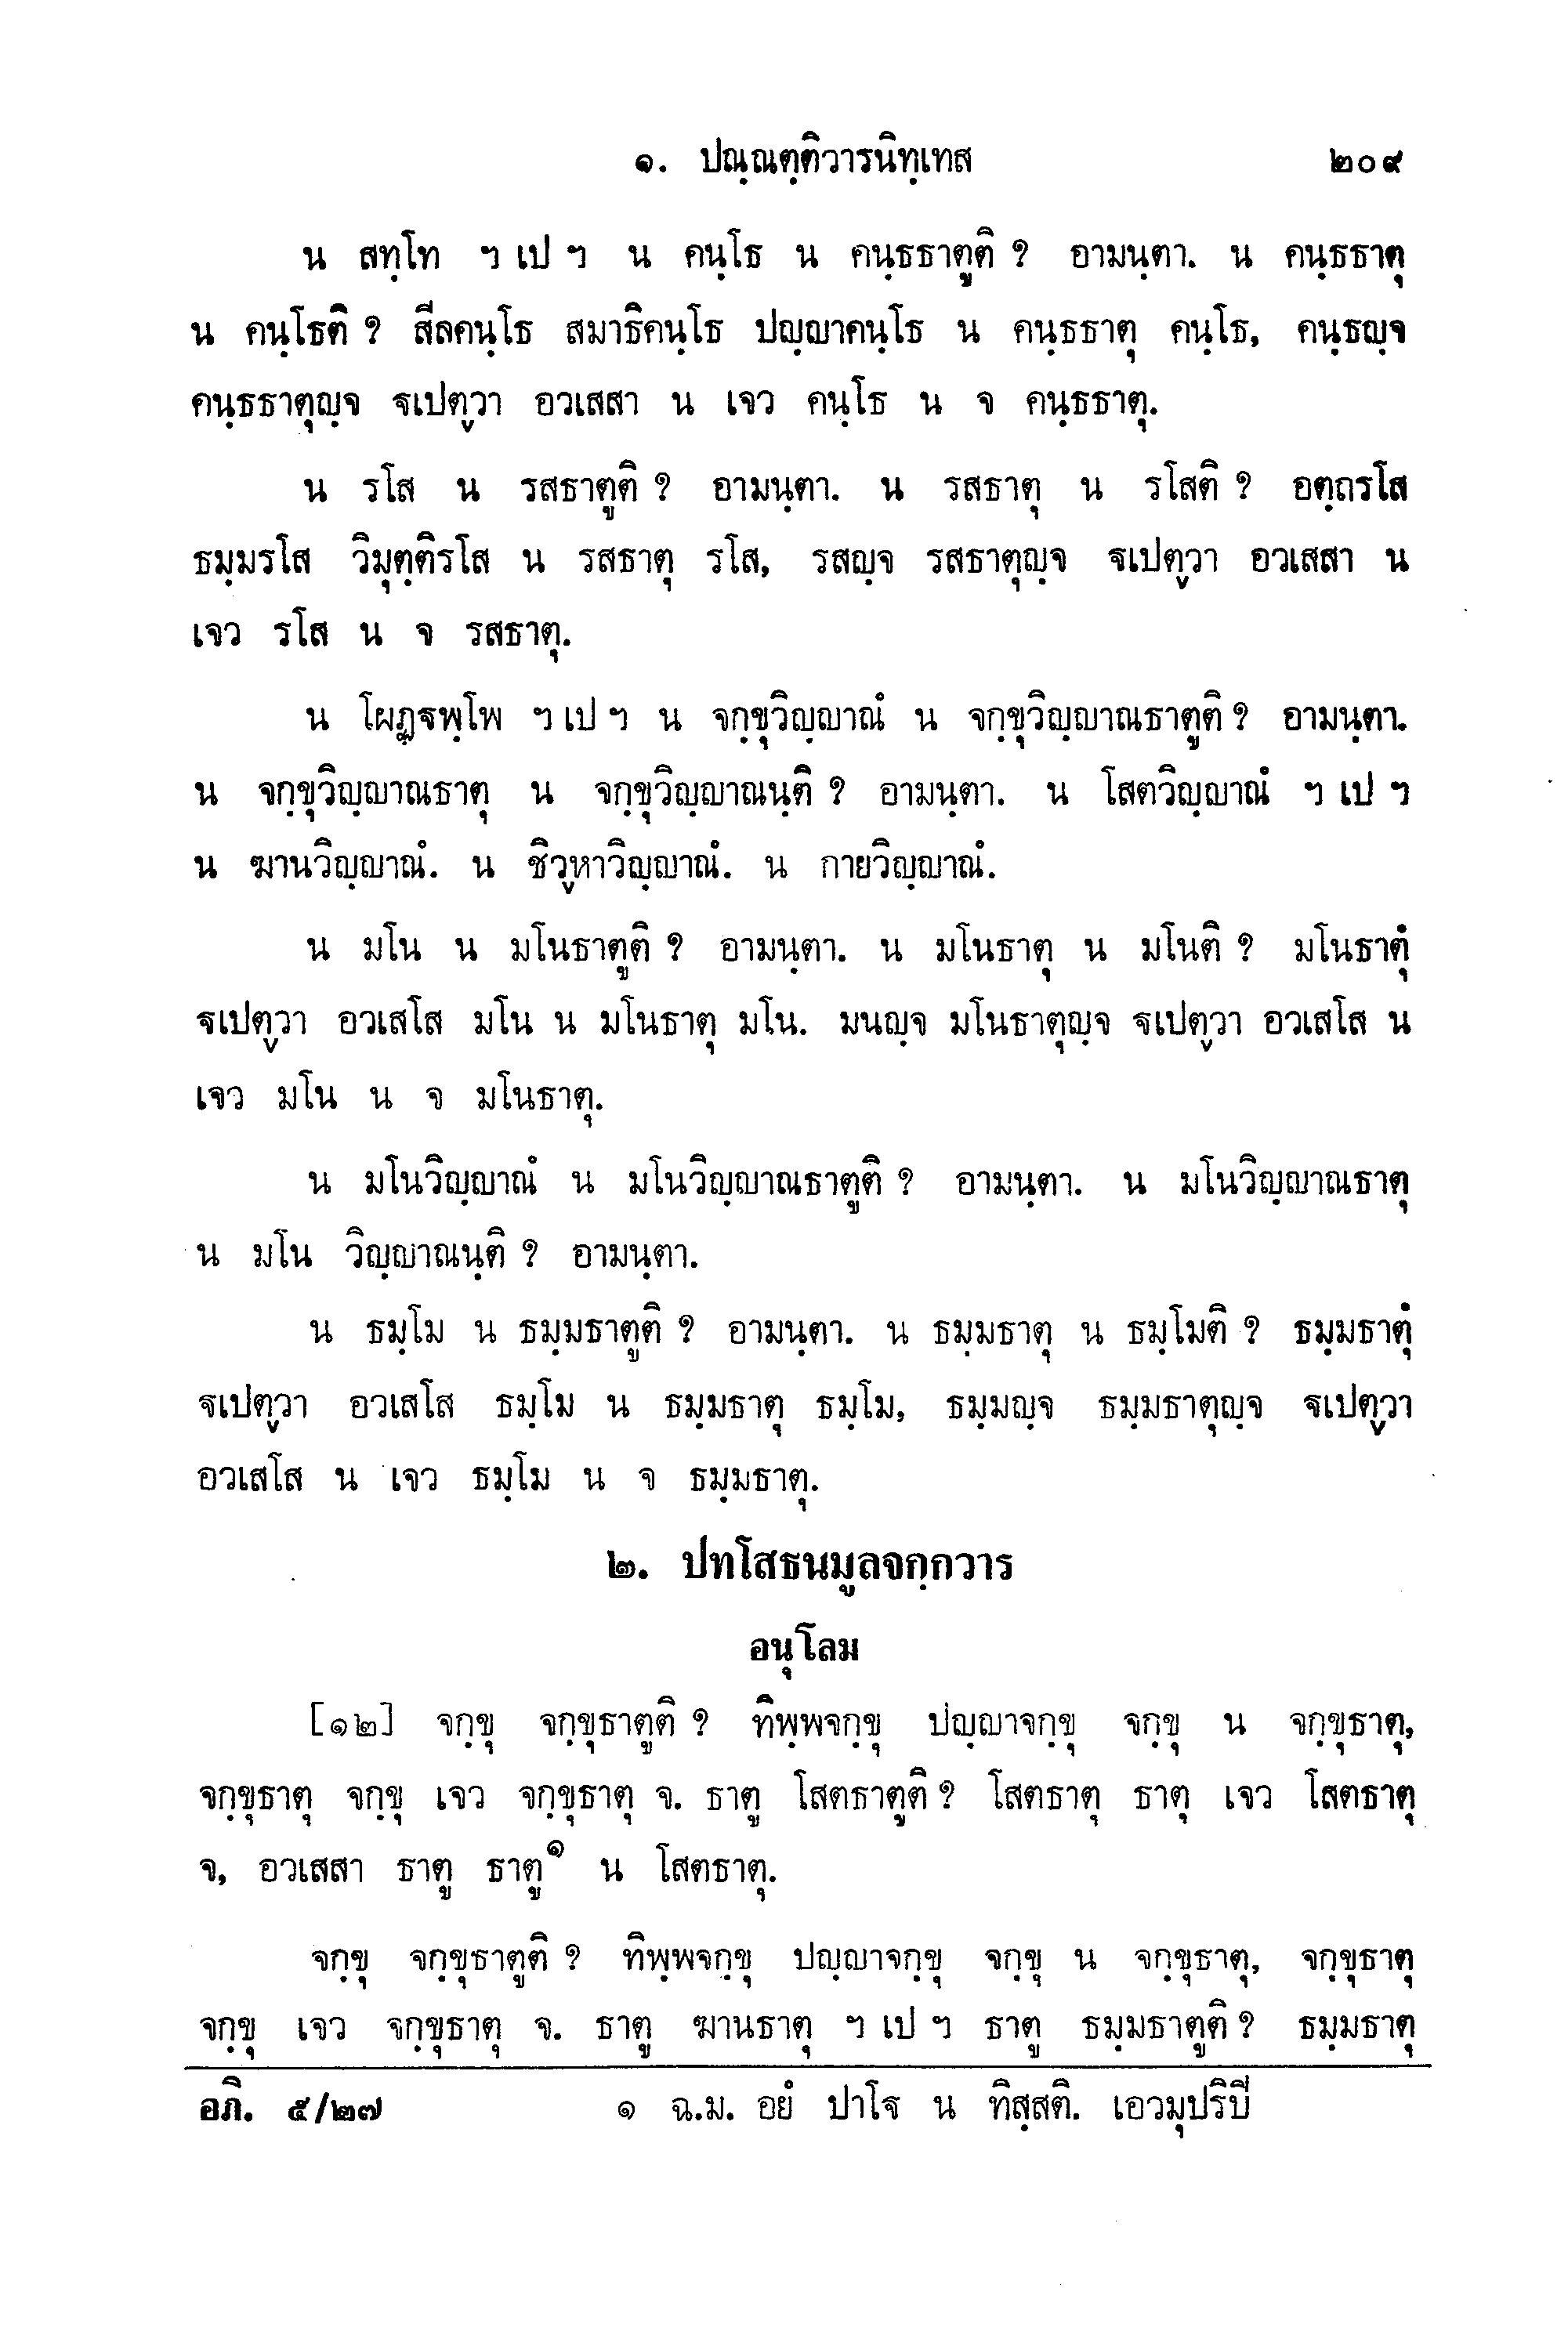 ๑. ปณฺณตฺติวารนิทฺเทส ๒๐๙
น สทฺโท ฯ เป ฯ น คนฺโธ น คนฺธธาตูติ ? อามนฺตา. น คนฺธธาตุ
น คนฺโธติ ? สีลคนฺโธ สมาธิคนฺโธ ปญฺญาคนฺโธ น คนฺธธาตุ คนฺโธ, คนฺธญฺจ
คนฺธธาตุญฺจ ฐเปตฺวา อวเสสา น เจว คนฺโธ น จ คนฺธธาตุ.
น รโส น รสธาตูติ ? อามนฺตา. น รสธาตุ น รโสติ ? อตฺถรโส
ธมฺมรโส วิมุตฺติรโส น รสธาตุ รโส, รสญฺจ รสธาตุญฺจ ฐเปตฺวา อวเสสา น
เจว รโส น จ รสธาตุ.
น โผฏฺฐพฺโพ ฯ เป ฯ น จกฺขุวิญฺญาณํ น จกฺขุวิญฺญาณธาตูติ ? อามนฺตา.
น จกฺขุวิญฺญาณธาตุ น จกฺขุวิญฺญาณนฺติ ? อามนฺตา. น โสตวิญฺญาณํ ฯ เป ฯ
น ฆานวิญฺญาณํ. น ชิวฺหาวิญฺญาณํ. น กายวิญฺญาณํ.
น มโน น มโนธาตูติ ? อามนฺตา. น มโนธาตุ น มโนติ ? มโนธาตุํ
ฐเปตฺวา อวเสโส มโน น มโนธาตุ มโน. มนญฺจ มโนธาตุญฺจ ฐเปตฺวา อวเสโส น
เจว มโน น จ มโนธาตุ.
น มโนวิญฺญาณํ น มโนวิญฺญาณธาตูติ ? อามนฺตา. น มโนวิญฺญาณธาตุ
น มโน วิญฺญาณนฺติ ? อามนฺตา.
น ธมฺโม น ธมฺมธาตูติ ? อามนฺตา. น ธมฺมธาตุ น ธมฺโมติ ? ธมฺมธาตุํ
ฐเปตฺวา อวเสโส ธมฺโม น ธมฺมธาตุ ธมฺโม, ธมฺมญฺจ ธมฺมธาตุญฺจ ฐเปตฺวา
อวเสโส น เจว ธมฺโม น จ ธมฺมธาตุ.
๒. ปทโสธนมูลจกฺกวาร
อนุโลม
[๑๒] จกฺขุ จกฺขุธาตูติ ? ทิพฺพจกฺขุ ปญฺญาจกฺขุ จกฺขุ น จกฺขุธาตุ,
จกฺขุธาตุ จกฺขุ เจว จกฺขุธาตุ จ. ธาตู โสตธาตูติ ? โสตธาตุ ธาตุ เจว โสตธาตุ
จ, อวเสสา ธาตู ธาตู๑ น โสตธาตุ.
จกฺขุ จกฺขุธาตูติ ? ทิพฺพจกฺขุ ปญฺญาจกฺขุ จกฺขุ น จกฺขุธาตุ, จกฺขุธาตุ
จกฺขุ เจว จกฺขุธาตุ จ. ธาตู ฆานธาตุ ฯ เป ฯ ธาตู ธมฺมธาตูติ ? ธมฺมธาตุ
อภิ. ๕/๒๗ ๑ ฉ.ม. อยํ ปาโฐ น ทิสฺสติ. เอวมุปริปิ